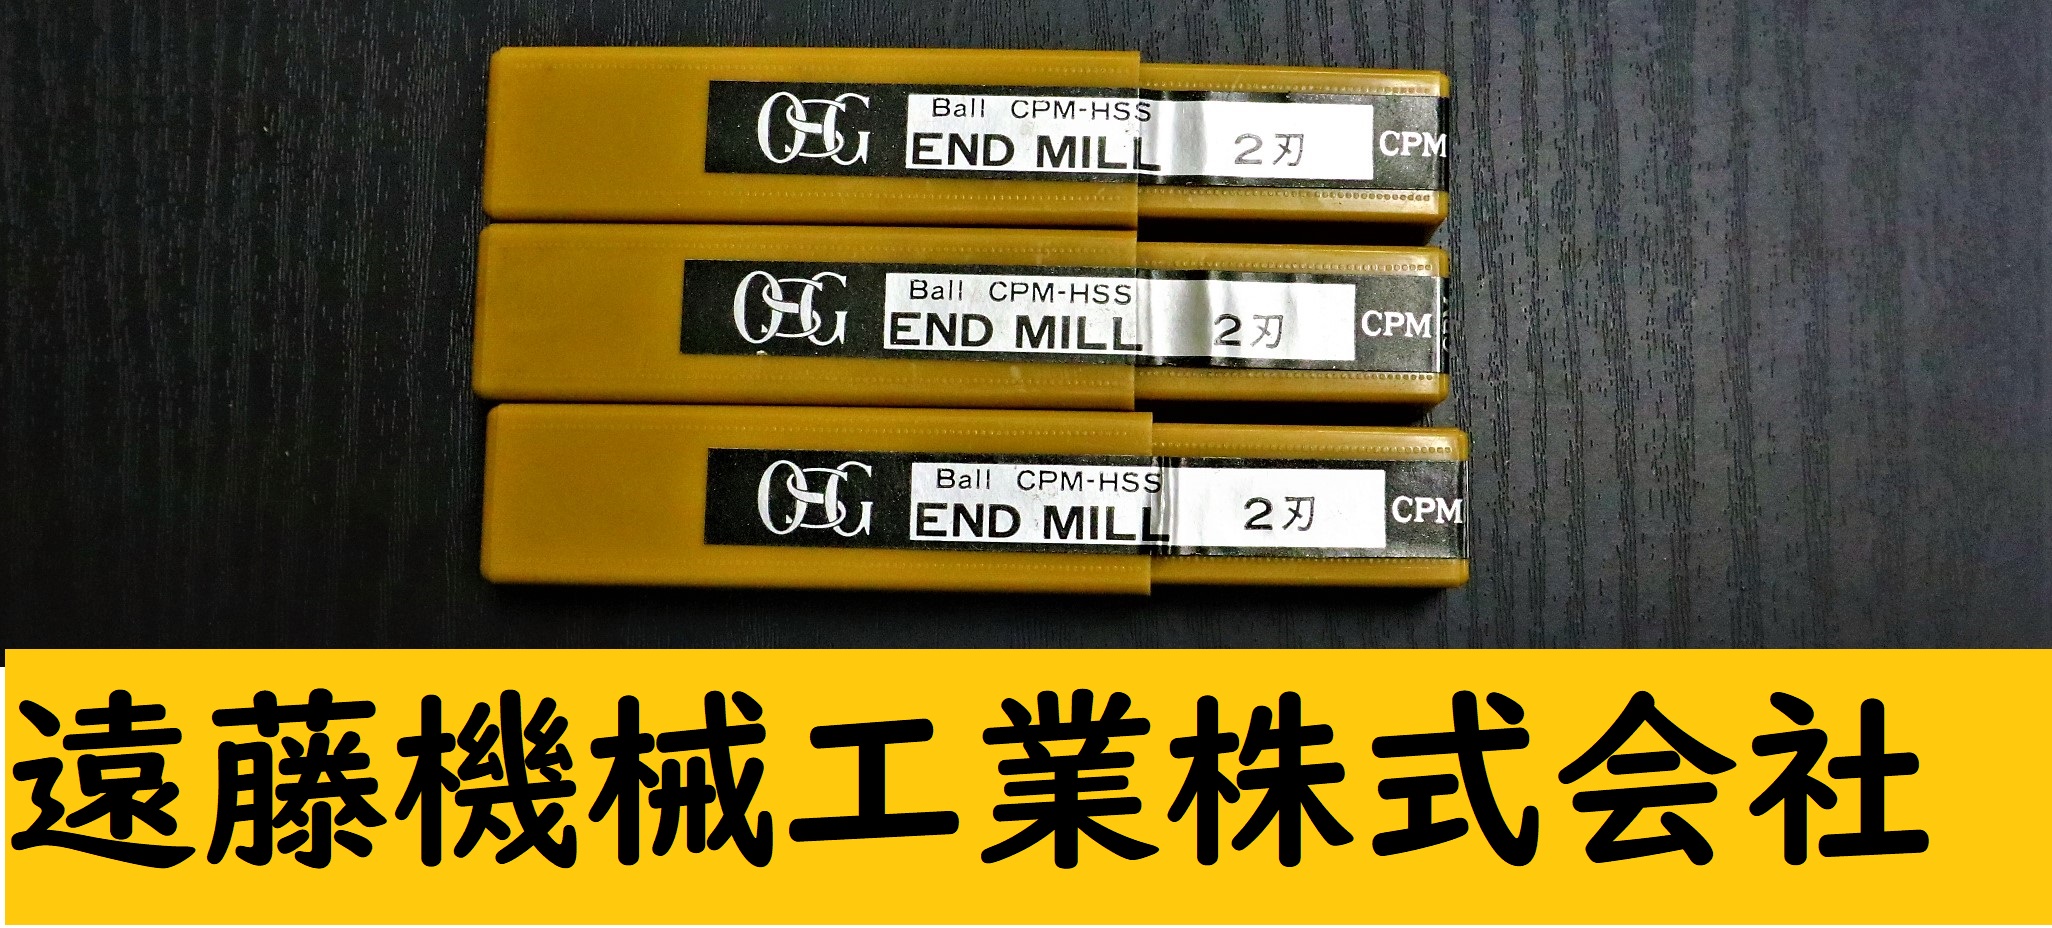 OSG Ball CPM-HSS
END MILL 2刃 CPM
OSG Ball CPM-HSS
END MILL 2刃 CPM
OSG Ball CPM-HSS
END MILL 2刃 CPM
遠藤機械工業株式会社